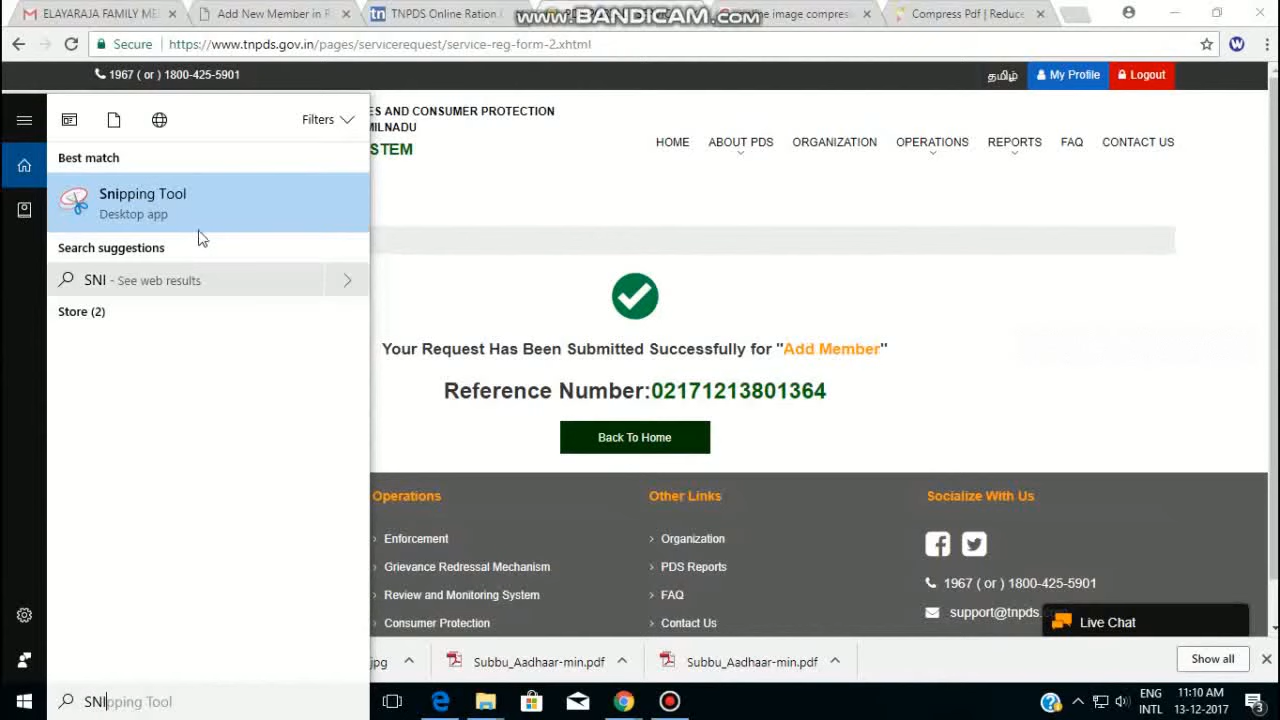 ELAYARAJA FAMILY MEMBE
Add New Member in R
TNPDS Online Ration
www.BANDICAM.com
e image compres
Compress Pdf | Reduce
Secure
https://www.tnpds.gov.in/pages/servicerequest/service-reg-form-2.xhtml
1967 ( or ) 1800-425-5901
தமிழ்
My Profile
Logout
Filters
ES AND CONSUMER PROTECTION
MILNADU
STEM
HOME
ABOUT PDS
ORGANIZATION
OPERATIONS
REPORTS
FAQ
CONTACT US
Best match
Snipping Tool
Desktop app
Search suggestions
SNI - See web results
Store (2)
Your Request Has Been Submitted Successfully for "Add Member"
Reference Number:02171213801364
Back To Home
Operations
Enforcement
Grievance Redressal Mechanism
Review and Monitoring System
Consumer Protection
Other Links
Organization
PDS Reports
FAQ
Contact Us
Socialize With Us
1967 ( or ) 1800-425-5901
support@tnpds.
Live Chat
jpg
Subbu_Aadhaar-min.pdf
Subbu_Aadhaar-min.pdf
Show all
SNIpping Tool
ENG
INTL
11:10 AM
13-12-2017
3